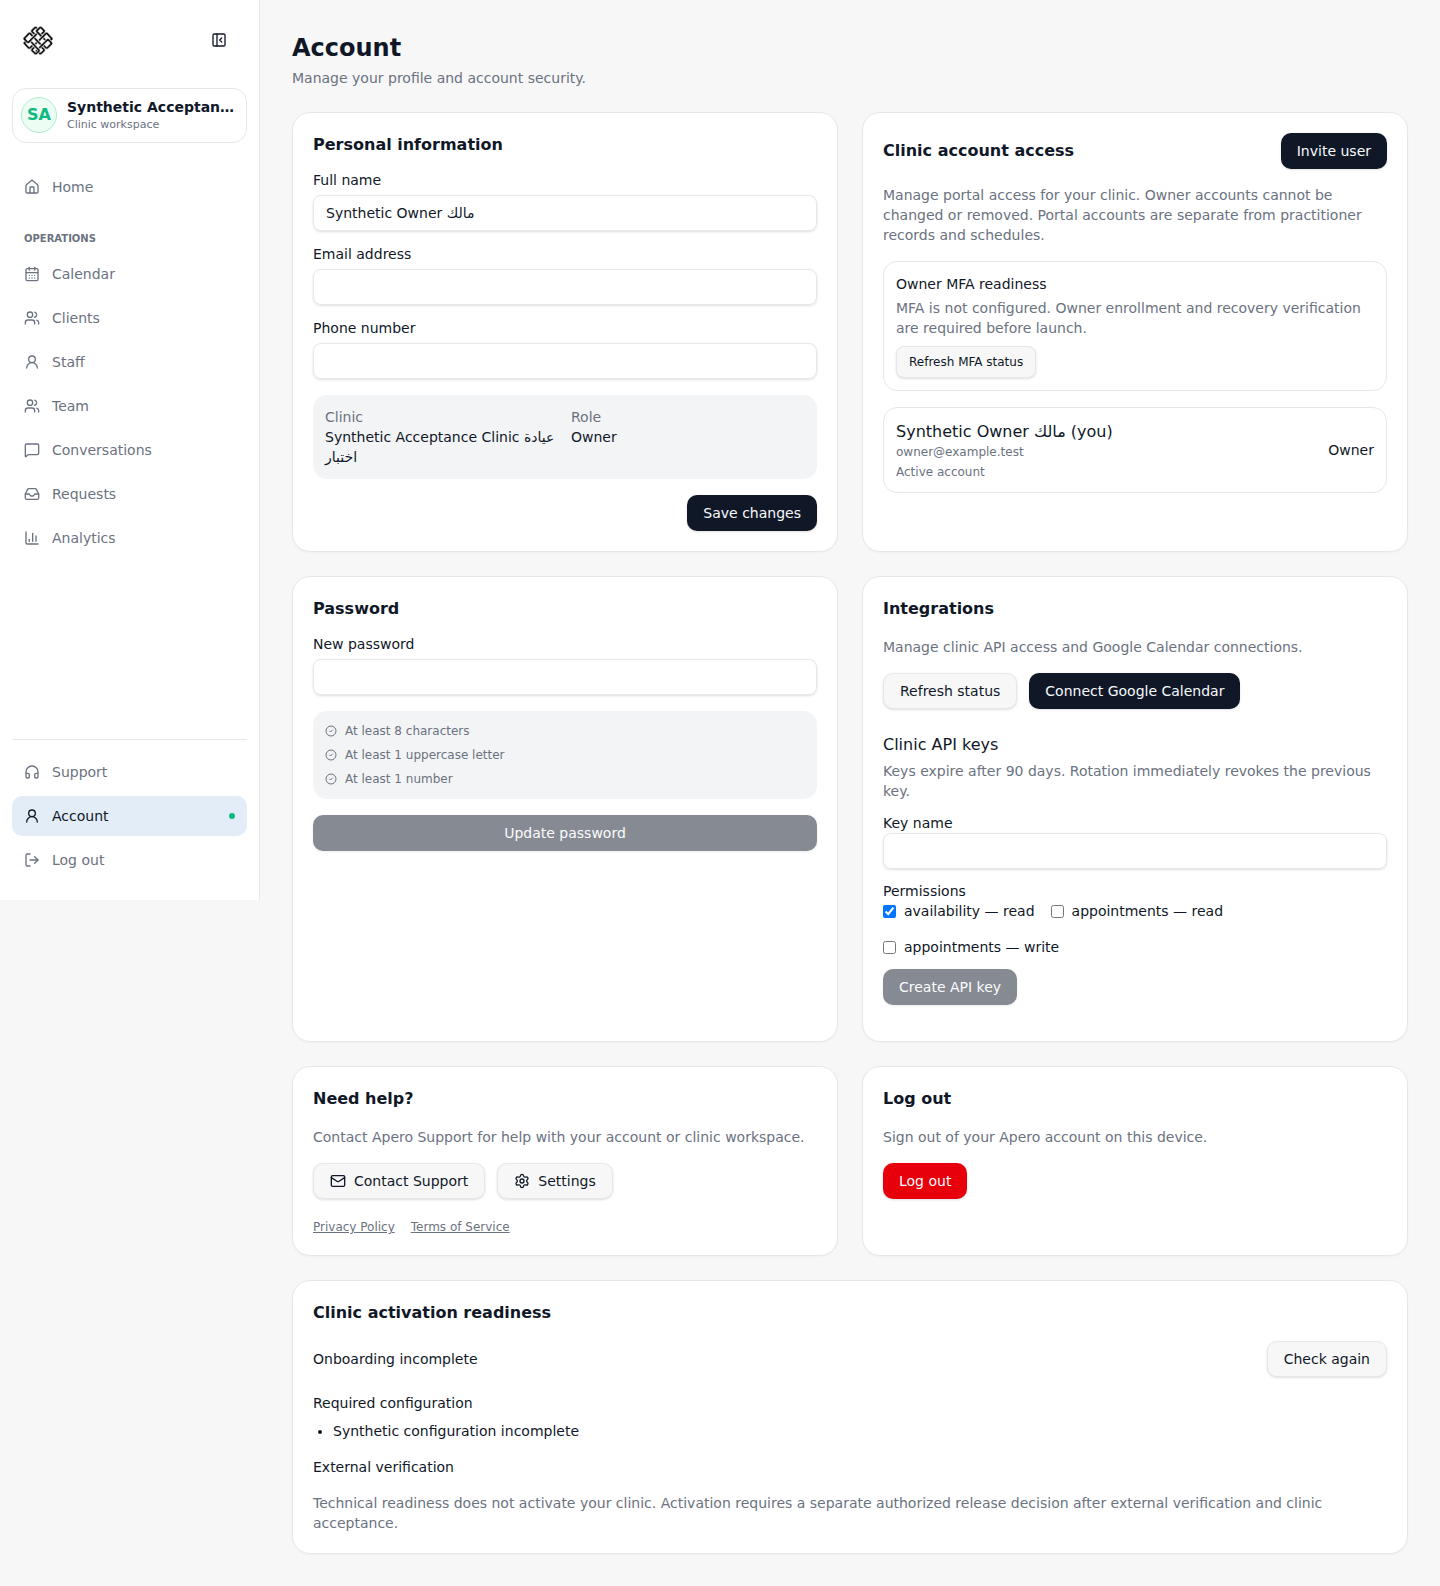 SA
Synthetic Acceptan...
Clinic workspace
Home
OPERATIONS
Calendar
Clients
Staff
Team
Conversations
Requests
Analytics
Support
Account
Log out
Account
Manage your profile and account security.
Personal information
Full name
Synthetic Owner مالك
Email address
Phone number
Clinic
Synthetic Acceptance Clinic عيادة
اختبار
Role
Owner
Save changes
Clinic account access
Invite user
Manage portal access for your clinic. Owner accounts cannot be
changed or removed. Portal accounts are separate from practitioner
records and schedules.
Owner MFA readiness
MFA is not configured. Owner enrollment and recovery verification
are required before launch.
Refresh MFA status
Synthetic Owner مالك (you)
owner@example.test
Active account
Owner
Password
New password
At least 8 characters
At least 1 uppercase letter
At least 1 number
Update password
Integrations
Manage clinic API access and Google Calendar connections.
Refresh status
Connect Google Calendar
Clinic API keys
Keys expire after 90 days. Rotation immediately revokes the previous
key.
Key name
Permissions
availability — read
appointments — read
appointments — write
Create API key
Need help?
Contact Apero Support for help with your account or clinic workspace.
Contact Support
Settings
Privacy Policy
Terms of Service
Log out
Sign out of your Apero account on this device.
Log out
Clinic activation readiness
Onboarding incomplete
Check again
Required configuration
• Synthetic configuration incomplete
External verification
Technical readiness does not activate your clinic. Activation requires a separate authorized release decision after external verification and clinic
acceptance.